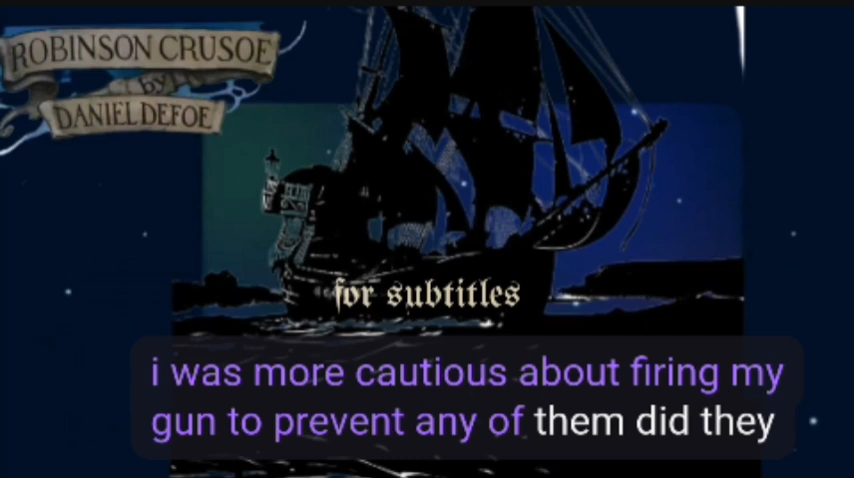 ROBINSON CRUSOE
by
DANIEL DEFOE
for subtitles
i was more cautious about firing my
gun to prevent any of them did they